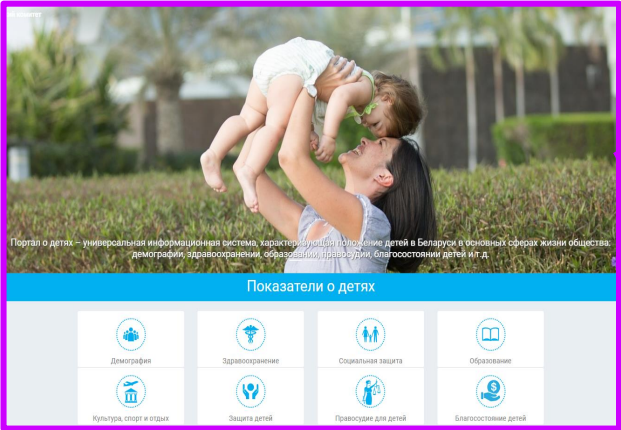 Портал о детях – универсальная информационная система, характеризующая положение детей в Беларуси в основных сферах жизни общества:
демографии, здравоохранении, образовании, правосудии, благосостоянии детей и т.д.
Показатели о детях
Демография
Здравоохранение
Социальная защита
Образование
Культура, спорт и отдых
Защита детей
Правосудие для детей
Благосостояние детей